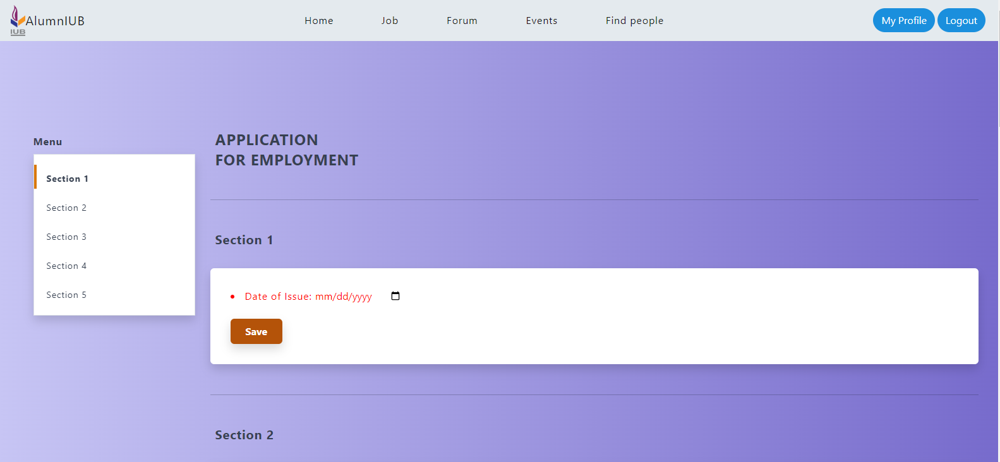 IUB
AlumnIUB
Home
Job
Forum
Events
Find people
My Profile
Logout
Menu
Section 1
Section 2
Section 3
Section 4
Section 5
APPLICATION
FOR EMPLOYMENT
Section 1
Date of Issue: mm/dd/yyyy
Save
Section 2